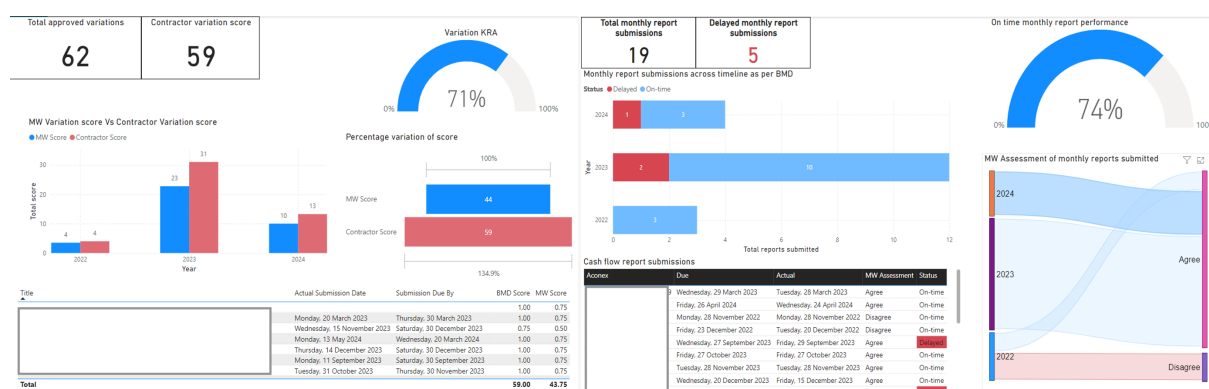 Total approved variations
62
Contractor variation score
59
Variation KRA
0%
71%
100%
MW Variation score Vs Contractor Variation score
MW Score Contractor Score
Total score
30
20
10
0
4 4
23 31
10 13
2022 2023 2024
Year
Percentage variation of score
100%
MW Score 44
Contractor Score 59
134.9%
Title Actual Submission Date Submission Due By BMD Score MW Score
1.00 0.75
Monday, 20 March 2023 Thursday, 30 March 2023 1.00 0.75
Wednesday, 15 November 2023 Saturday, 30 December 2023 0.75 0.50
Monday, 13 May 2024 Wednesday, 20 March 2024 1.00 0.75
Thursday, 14 December 2023 Saturday, 30 December 2023 1.00 0.75
Monday, 11 September 2023 Saturday, 30 September 2023 1.00 0.75
Tuesday, 31 October 2023 Thursday, 30 November 2023 1.00 0.75
Total 59.00 43.75
Total monthly report
submissions
19
Delayed monthly report
submissions
5
Monthly report submissions across timeline as per BMD
Status Delayed On-time
Year
2024 1 3
2023 2 10
2022 3
0 2 4 6 8 10 12
Total reports submitted
Cash flow report submissions
Aconex Due Actual MW Assessment Status
9 Wednesday, 29 March 2023 Tuesday, 28 March 2023 Agree On-time
Friday, 26 April 2024 Wednesday, 24 April 2024 Agree On-time
Monday, 28 November 2022 Monday, 28 November 2022 Disagree On-time
Friday, 23 December 2022 Tuesday, 20 December 2022 Disagree On-time
Wednesday, 27 September 2023 Friday, 29 September 2023 Agree Delayed
Friday, 27 October 2023 Friday, 27 October 2023 Agree On-time
Tuesday, 28 November 2023 Tuesday, 28 November 2023 Agree On-time
Wednesday, 20 December 2023 Friday, 15 December 2023 Agree On-time
On time monthly report performance
0%
74%
100
MW Assessment of monthly reports submitted
2024
2023
2022
Agree
Disagree